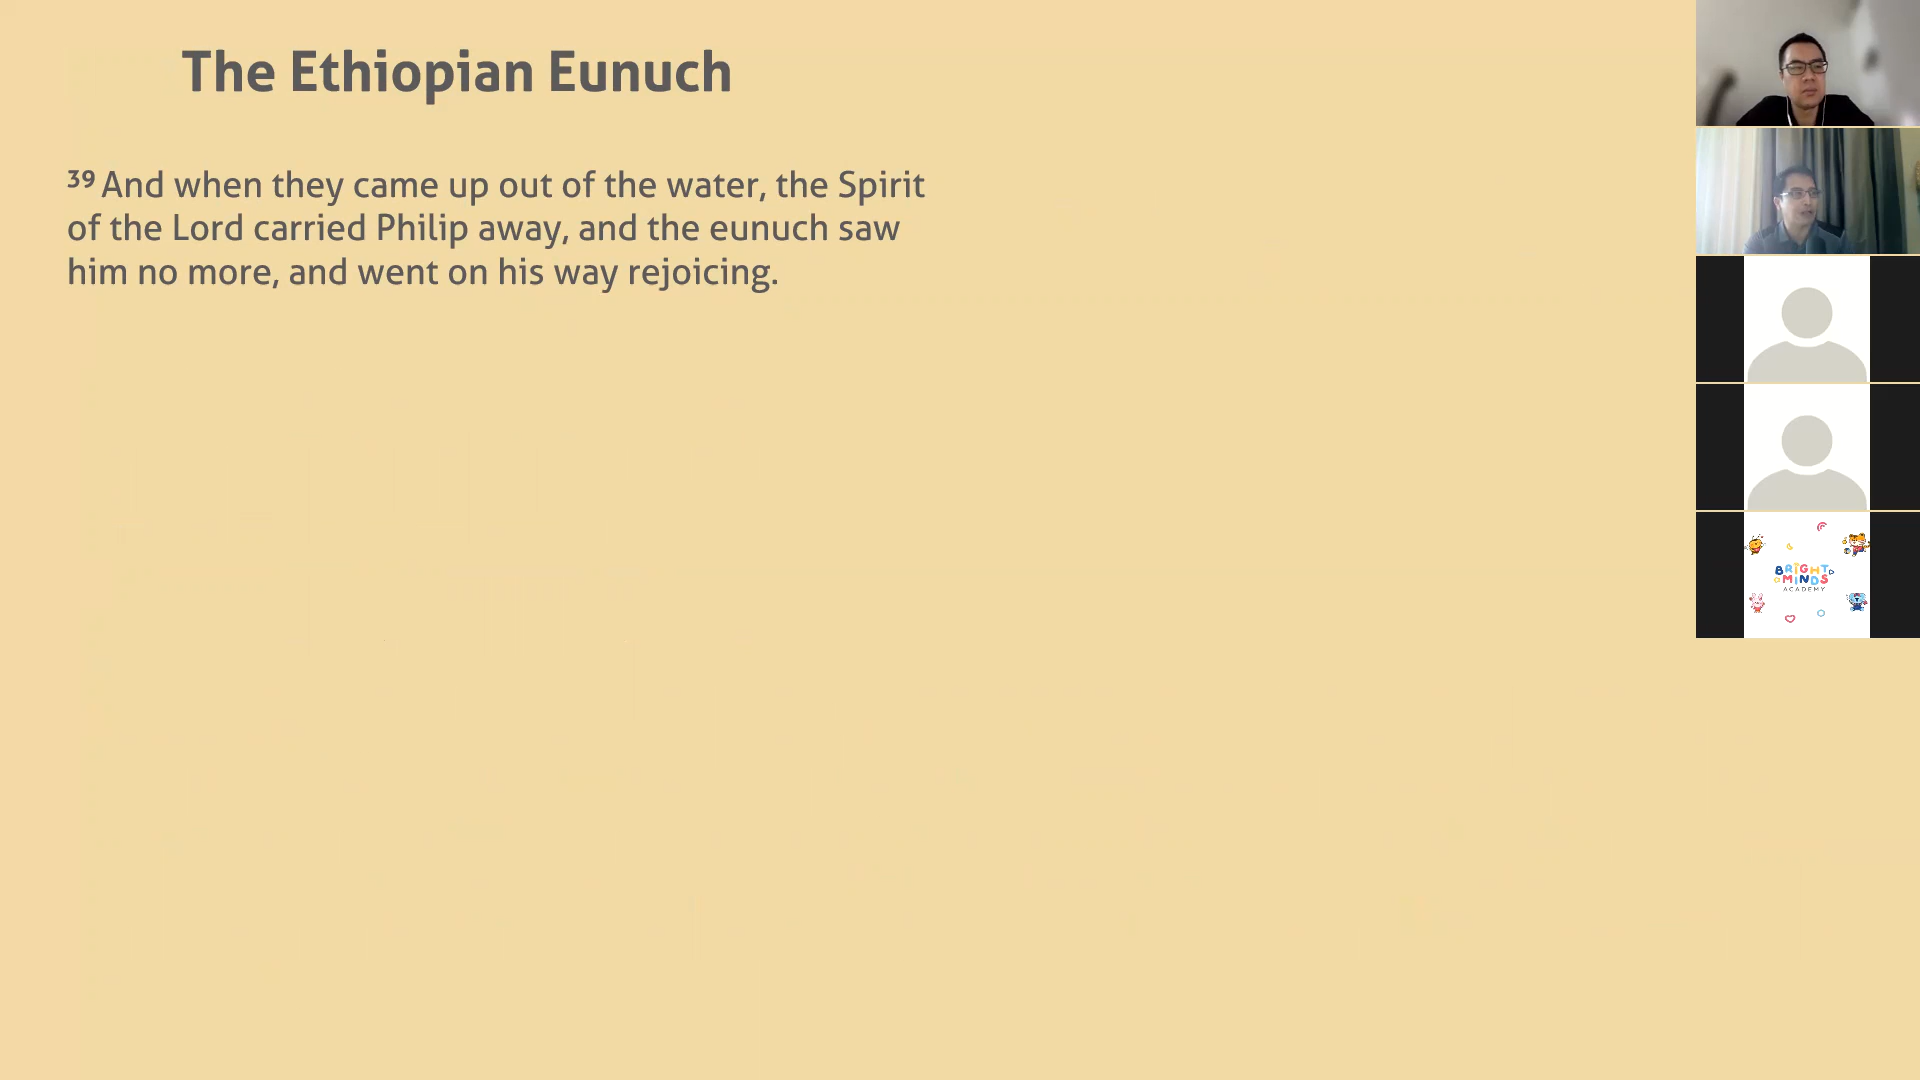 The Ethiopian Eunuch
39 And when they came up out of the water, the Spirit
of the Lord carried Philip away, and the eunuch saw
him no more, and went on his way rejoicing.
BRIGHT
MINDS
ACADEMY